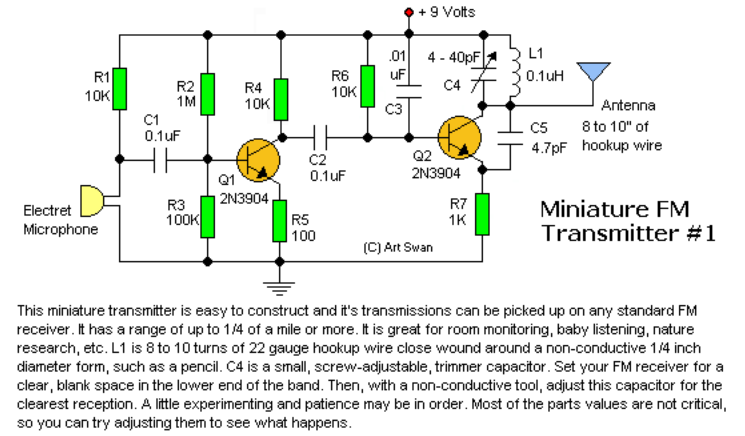 + 9 Volts
R1
10K
R2
1M
R4
10K
R6
10K
.01
uF
C3
4 - 40pF
C4
L1
0.1uH
Antenna
8 to 10" of
hookup wire
C1
0.1uF
C2
0.1uF
Q1
2N3904
Q2
2N3904
C5
4.7pF
Electret
Microphone
R3
100K
R5
100
R7
1K
(C) Art Swan
Miniature FM
Transmitter #1
This miniature transmitter is easy to construct and it's transmissions can be picked up on any standard FM
receiver. It has a range of up to 1/4 of a mile or more. It is great for room monitoring, baby listening, nature
research, etc. L1 is 8 to 10 turns of 22 gauge hookup wire close wound around a non-conductive 1/4 inch
diameter form, such as a pencil. C4 is a small, screw-adjustable, trimmer capacitor. Set your FM receiver for a
clear, blank space in the lower end of the band. Then, with a non-conductive tool, adjust this capacitor for the
clearest reception. A little experimenting and patience may be in order. Most of the parts values are not critical,
so you can try adjusting them to see what happens.